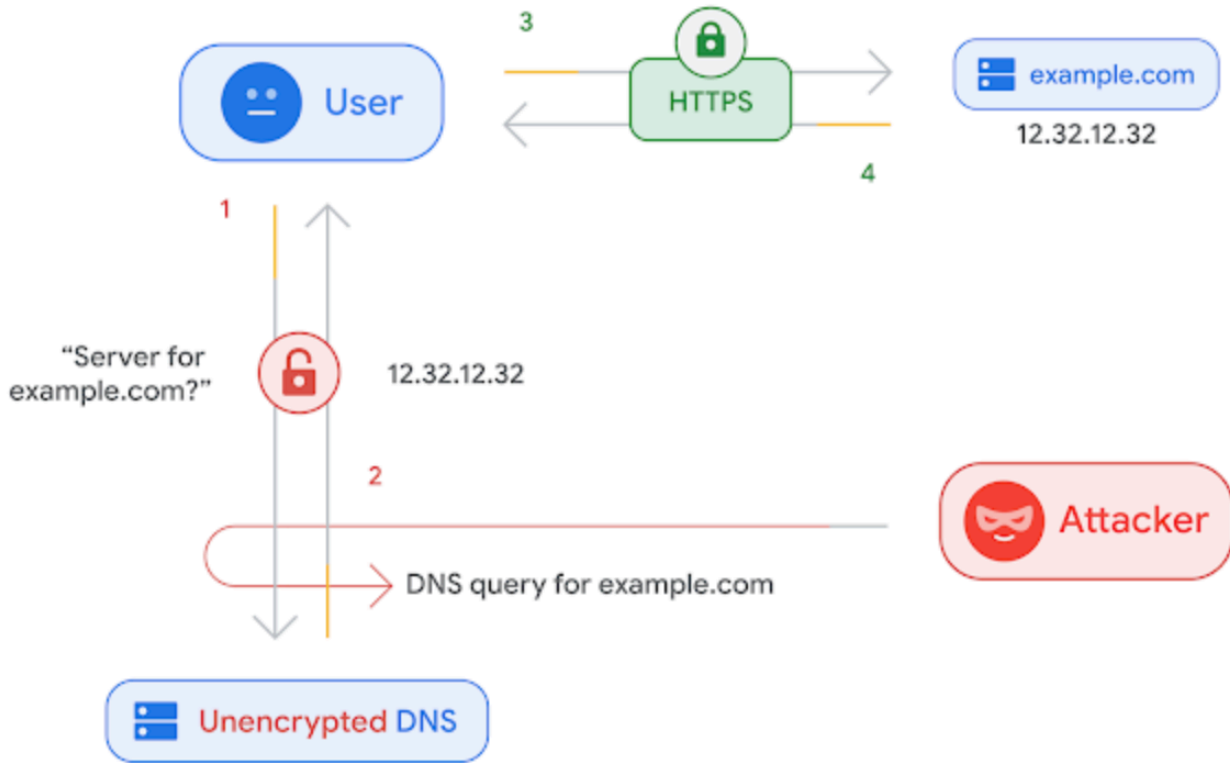 3
User
HTTPS
example.com
12.32.12.32
4
1
“Server for
example.com?”
12.32.12.32
2
Attacker
DNS query for example.com
Unencrypted DNS